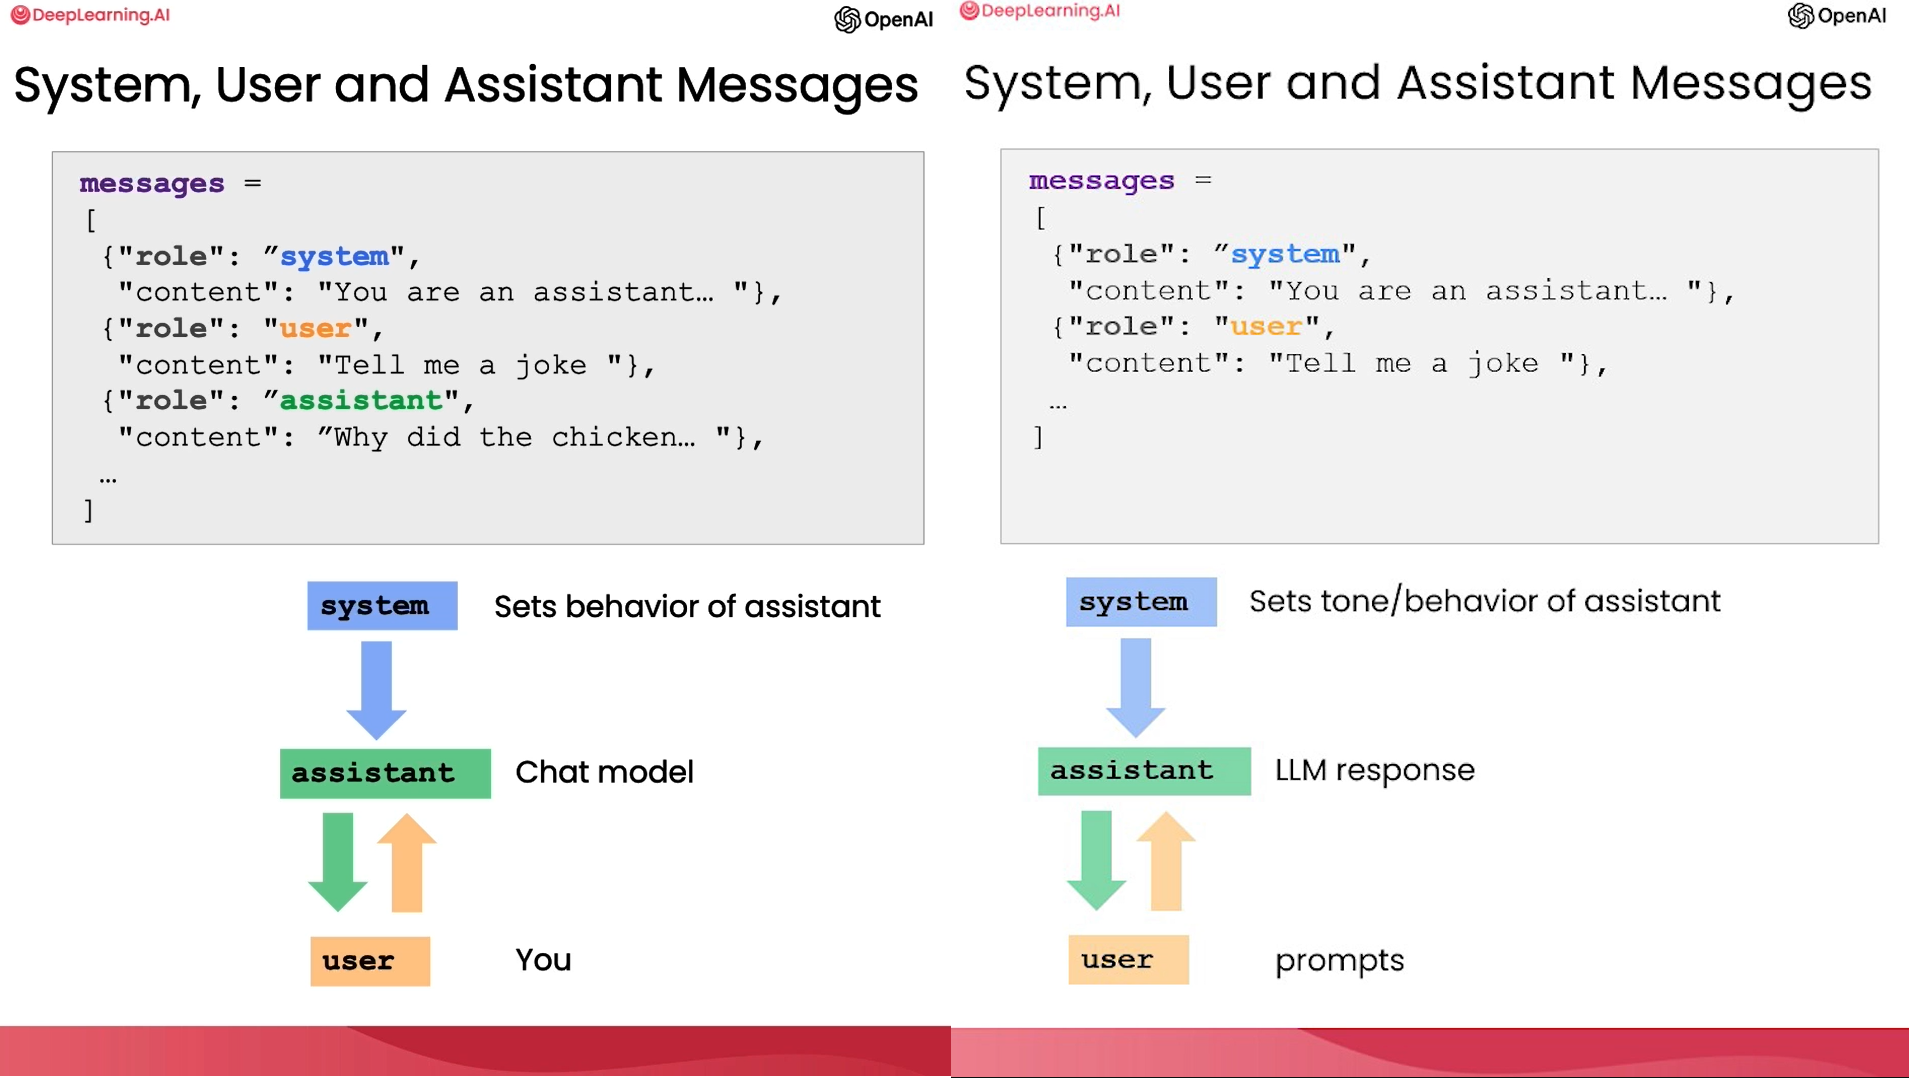 DeepLearning.AI
OpenAI
System, User and Assistant Messages
messages =
[
{"role": ”system",
"content": "You are an assistant… "},
{"role": "user",
"content": "Tell me a joke "},
{"role": ”assistant",
"content": ”Why did the chicken… "},
…
]
system
Sets behavior of assistant
assistant
Chat model
user
You
DeepLearning.AI
OpenAI
System, User and Assistant Messages
messages =
[
{"role": ”system",
"content": "You are an assistant… "},
{"role": "user",
"content": "Tell me a joke "},
…
]
system
Sets tone/behavior of assistant
assistant
LLM response
user
prompts